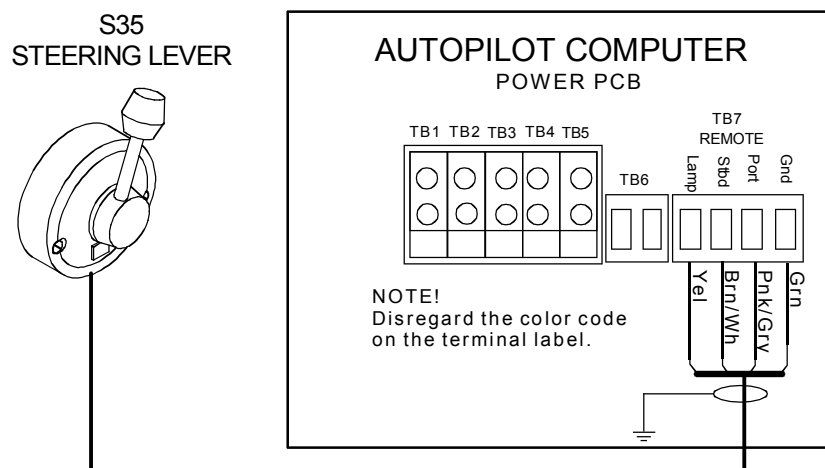 S35
STEERING LEVER
AUTOPILOT COMPUTER
POWER PCB
TB1 TB2 TB3 TB4 TB5
TB6
TB7
REMOTE
Lamp
Stbd
Port
Gnd
Yel
Brn/Wh
Pnk/Gry
Grn
NOTE!
Disregard the color code
on the terminal label.